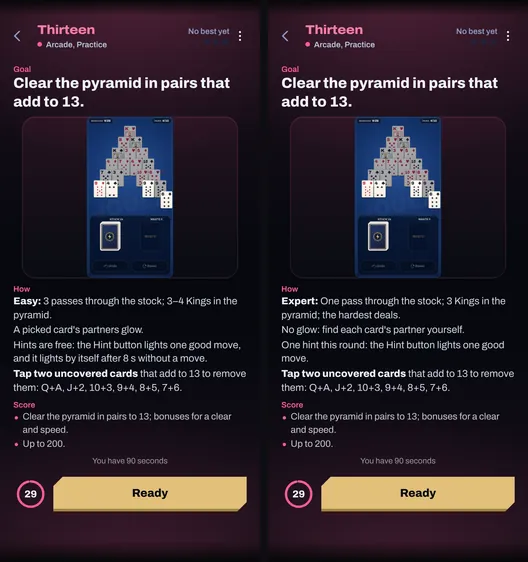 Thirteen
No best yet
Arcade, Practice
Goal
Clear the pyramid in pairs that
add to 13.
How
Easy: 3 passes through the stock; 3–4 Kings in the
pyramid.
A picked card's partners glow.
Hints are free: the Hint button lights one good move,
and it lights by itself after 8 s without a move.
Tap two uncovered cards that add to 13 to remove
them: Q+A, J+2, 10+3, 9+4, 8+5, 7+6.
Score
Clear the pyramid in pairs to 13; bonuses for a clear
and speed.
Up to 200.
You have 90 seconds
29
Ready
Thirteen
No best yet
Arcade, Practice
Goal
Clear the pyramid in pairs that
add to 13.
How
Expert: One pass through the stock; 3 Kings in the
pyramid; the hardest deals.
No glow: find each card's partner yourself.
One hint this round: the Hint button lights one good
move.
Tap two uncovered cards that add to 13 to remove
them: Q+A, J+2, 10+3, 9+4, 8+5, 7+6.
Score
Clear the pyramid in pairs to 13; bonuses for a clear
and speed.
Up to 200.
You have 90 seconds
29
Ready